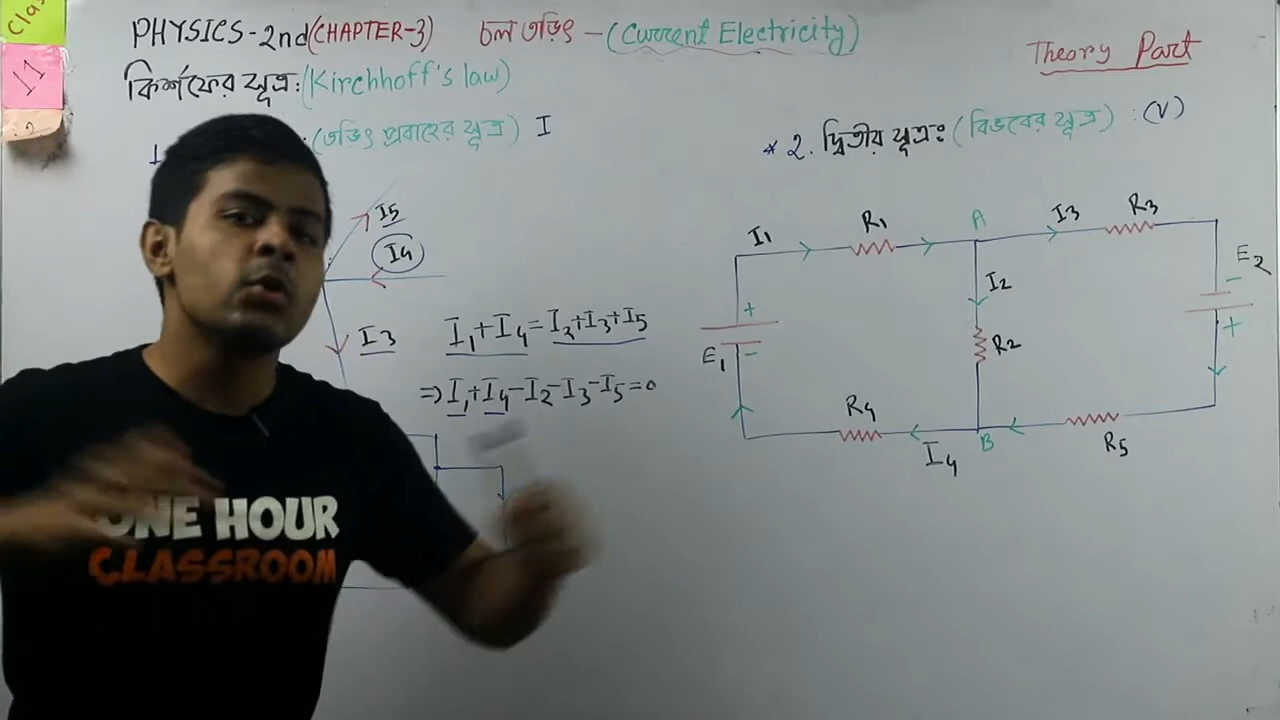 Clas
11
PHYSICS-2nd(CHAPTER-3) চল তড়িৎ - (Current Electricity)
Theory Part
কির্শফের সূত্র: (Kirchhoff's law)
(তড়িৎ প্রবাহের সূত্র) I
* 2. দ্বিতীয় সূত্রঃ (বিভবের সূত্র) : (V)
I5
I4
I3
I1+I4=I2+I3+I5
⇒I1+I4-I2-I3-I5=0
I1
R1
A
I3
R3
E2
-
+
I2
R2
+
E1
-
R4
I4
B
R5
ONE HOUR
CLASSROOM